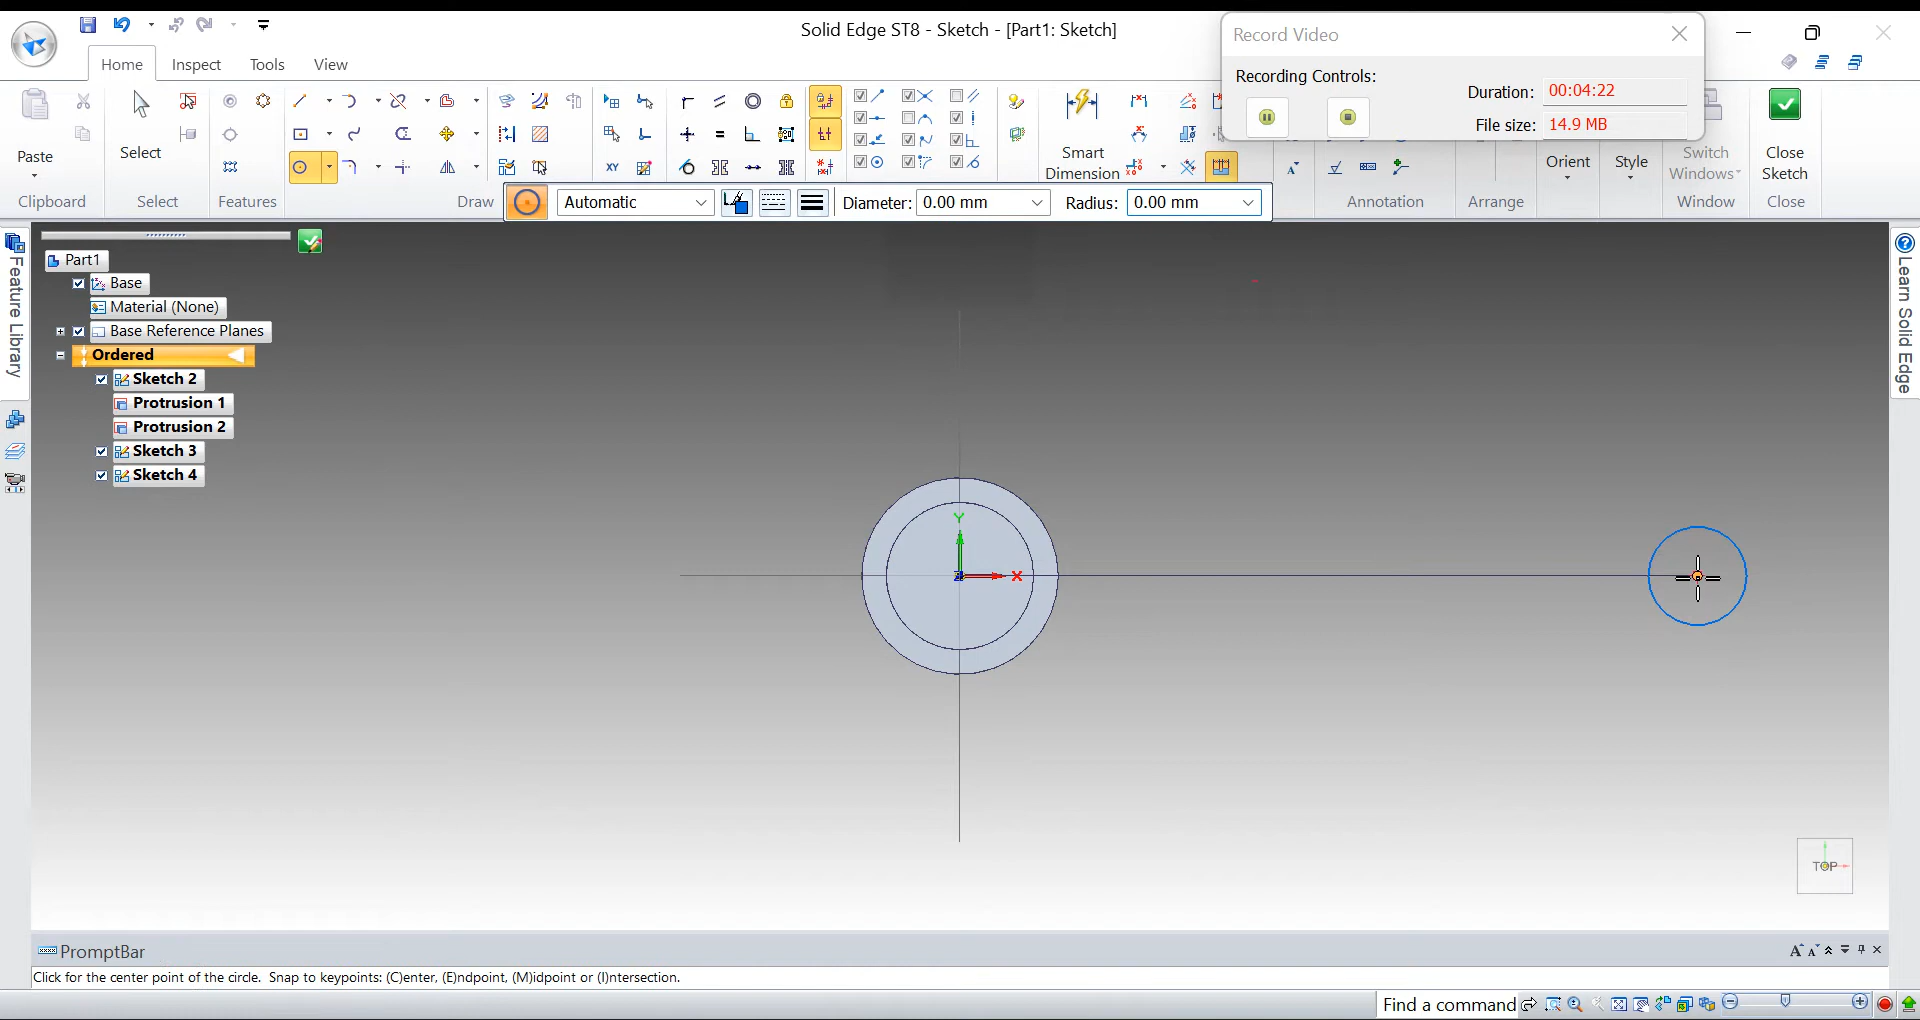 Solid Edge ST8 - Sketch - [Part1: Sketch]
Record Video
Home
Inspect
Tools
View
Recording Controls:
Duration: 00:04:22
File size: 14.9 MB
Paste
Select
Smart
Dimension
Orient
Style
Switch
Windows
Close
Sketch
Clipboard
Select
Features
Draw
Annotation
Arrange
Window
Close
Automatic
Diameter: 0.00 mm
Radius: 0.00 mm
Feature Library
Learn Solid Edge
Part1
Base
Material (None)
Base Reference Planes
Ordered
Sketch 2
Protrusion 1
Protrusion 2
Sketch 3
Sketch 4
Y
X
Z
TOP
PromptBar
Click for the center point of the circle. Snap to keypoints: (C)enter, (E)ndpoint, (M)idpoint or (I)ntersection.
Find a command